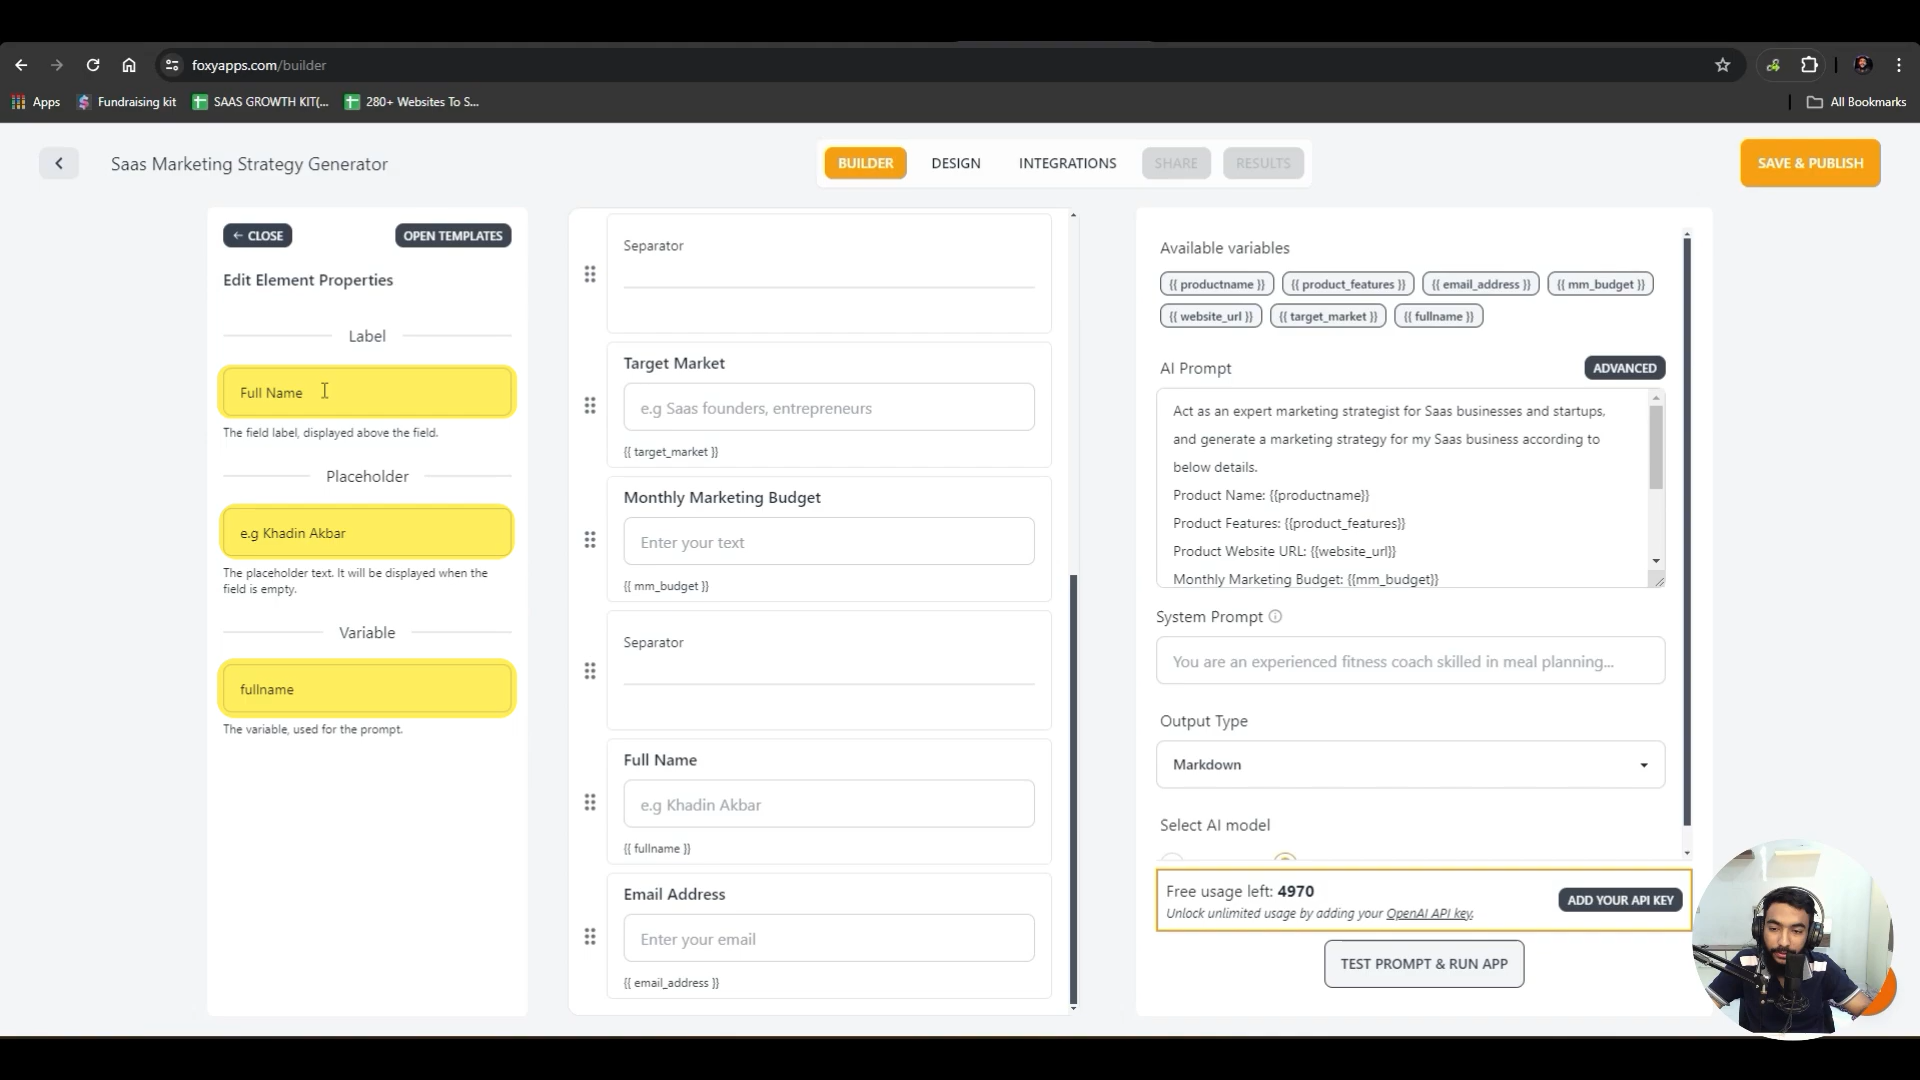 foxyapps.com/builder
Apps
Fundraising kit
SAAS GROWTH KIT(...
280+ Websites To S...
All Bookmarks
Saas Marketing Strategy Generator
BUILDER
DESIGN
INTEGRATIONS
SHARE
RESULTS
SAVE & PUBLISH
CLOSE
OPEN TEMPLATES
Edit Element Properties
Label
Full Name
The field label, displayed above the field.
Placeholder
e.g Khadin Akbar
The placeholder text. It will be displayed when the
field is empty.
Variable
fullname
The variable, used for the prompt.
Separator
Target Market
e.g Saas founders, entrepreneurs
{{ target_market }}
Monthly Marketing Budget
Enter your text
{{ mm_budget }}
Separator
Full Name
e.g Khadin Akbar
{{ fullname }}
Email Address
Enter your email
{{ email_address }}
Available variables
{{ productname }} {{ product_features }} {{ email_address }} {{ mm_budget }}
{{ website_url }} {{ target_market }} {{ fullname }}
AI Prompt
ADVANCED
Act as an expert marketing strategist for Saas businesses and startups,
and generate a marketing strategy for my Saas business according to
below details.
Product Name: {{productname}}
Product Features: {{product_features}}
Product Website URL: {{website_url}}
Monthly Marketing Budget: {{mm_budget}}
System Prompt
You are an experienced fitness coach skilled in meal planning...
Output Type
Markdown
Select AI model
Free usage left: 4970
Unlock unlimited usage by adding your OpenAI API key.
ADD YOUR API KEY
TEST PROMPT & RUN APP